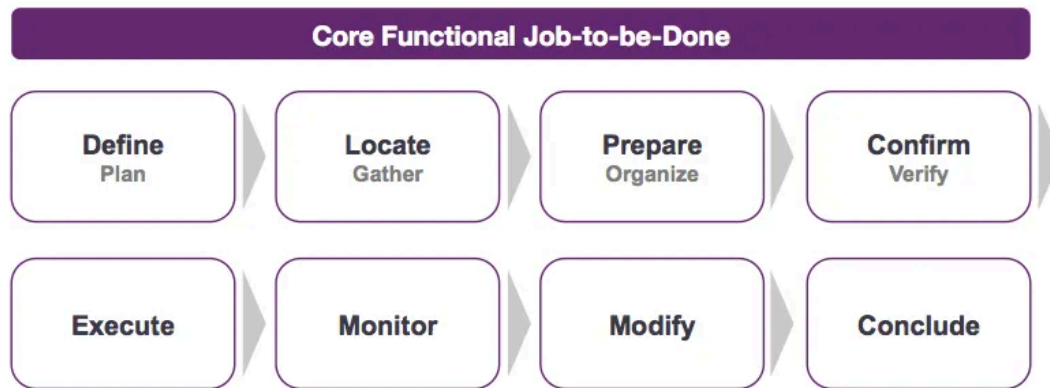 Core Functional Job-to-be-Done
Define
Plan
Locate
Gather
Prepare
Organize
Confirm
Verify
Execute
Monitor
Modify
Conclude